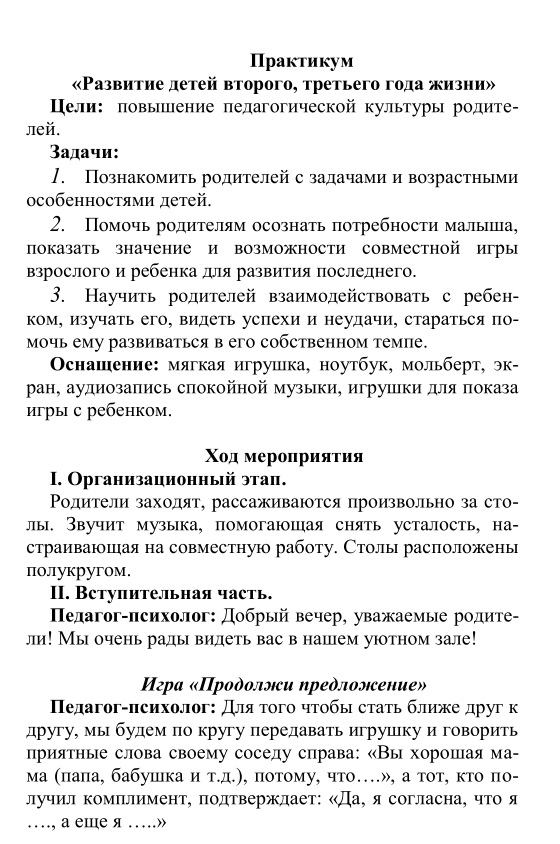 Практикум
«Развитие детей второго, третьего года жизни»
Цели: повышение педагогической культуры родите-
лей.
Задачи:
1. Познакомить родителей с задачами и возрастными
особенностями детей.
2. Помочь родителям осознать потребности малыша,
показать значение и возможности совместной игры
взрослого и ребенка для развития последнего.
3. Научить родителей взаимодействовать с ребен-
ком, изучать его, видеть успехи и неудачи, стараться по-
мочь ему развиваться в его собственном темпе.
Оснащение: мягкая игрушка, ноутбук, мольберт, эк-
ран, аудиозапись спокойной музыки, игрушки для показа
игры с ребенком.
Ход мероприятия
I. Организационный этап.
Родители заходят, рассаживаются произвольно за сто-
лы. Звучит музыка, помогающая снять усталость, на-
страивающая на совместную работу. Столы расположены
полукругом.
II. Вступительная часть.
Педагог-психолог: Добрый вечер, уважаемые родите-
ли! Мы очень рады видеть вас в нашем уютном зале!
Игра «Продолжи предложение»
Педагог-психолог: Для того чтобы стать ближе друг к
другу, мы будем по кругу передавать игрушку и говорить
приятные слова своему соседу справа: «Вы хорошая ма-
ма (папа, бабушка и т.д.), потому, что….», а тот, кто по-
лучил комплимент, подтверждает: «Да, я согласна, что я
…., а еще я …..»